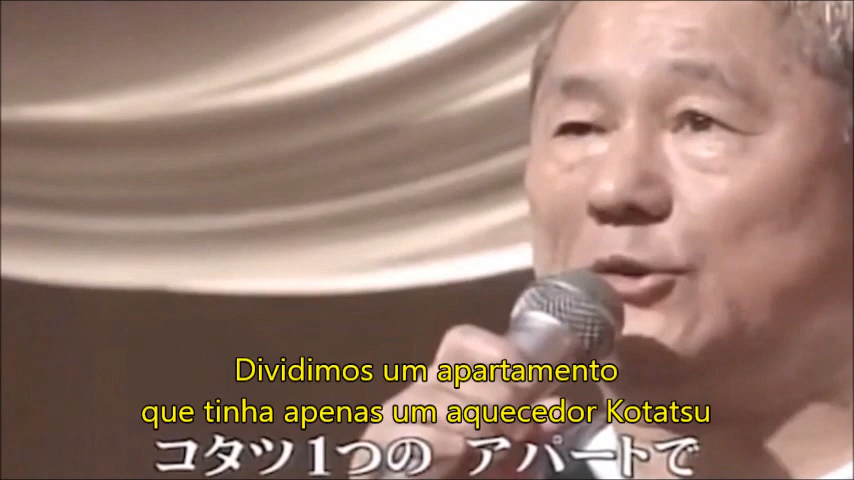 Dividimos um apartamento
que tinha apenas um aquecedor Kotatsu
コタツ1つの アパートで